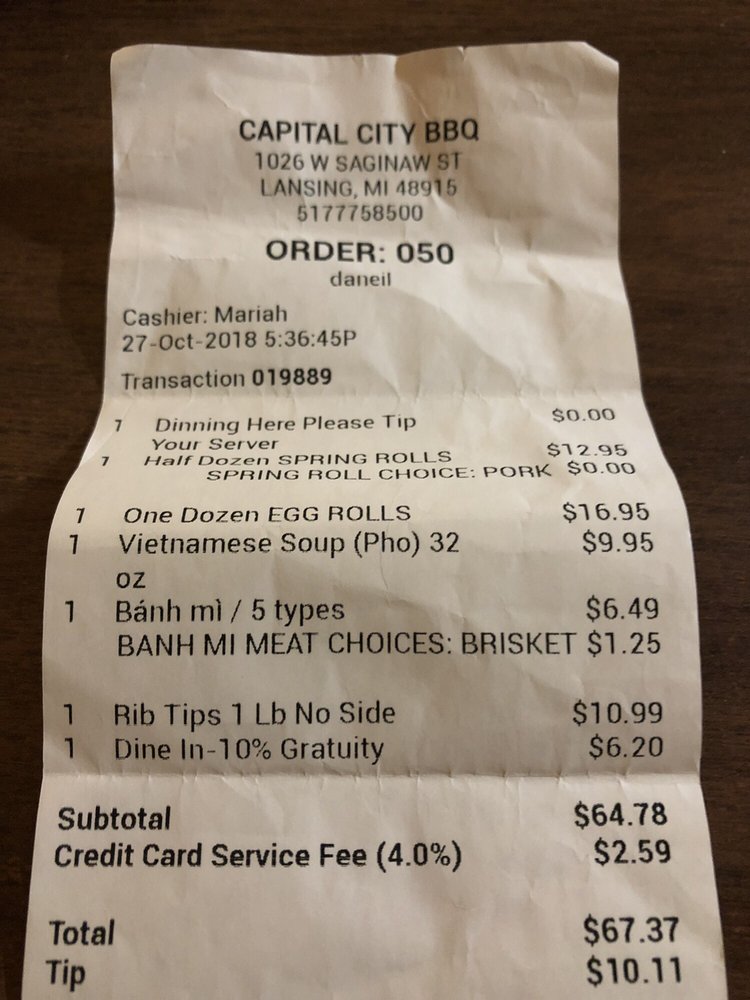 CAPITAL CITY BBQ
1026 W SAGINAW ST
LANSING, MI 48915
5177758500
ORDER: 050
daneil
Cashier: Mariah
27-Oct-2018 5:36:45P
Transaction 019889
1 Dinning Here Please Tip $0.00
Your Server
1 Half Dozen SPRING ROLLS $12.95
SPRING ROLL CHOICE: PORK $0.00
1 One Dozen EGG ROLLS $16.95
1 Vietnamese Soup (Pho) 32 $9.95
oz
1 Bánh mì / 5 types $6.49
BANH MI MEAT CHOICES: BRISKET $1.25
1 Rib Tips 1 Lb No Side $10.99
1 Dine In-10% Gratuity $6.20
Subtotal $64.78
Credit Card Service Fee (4.0%) $2.59
Total $67.37
Tip $10.11